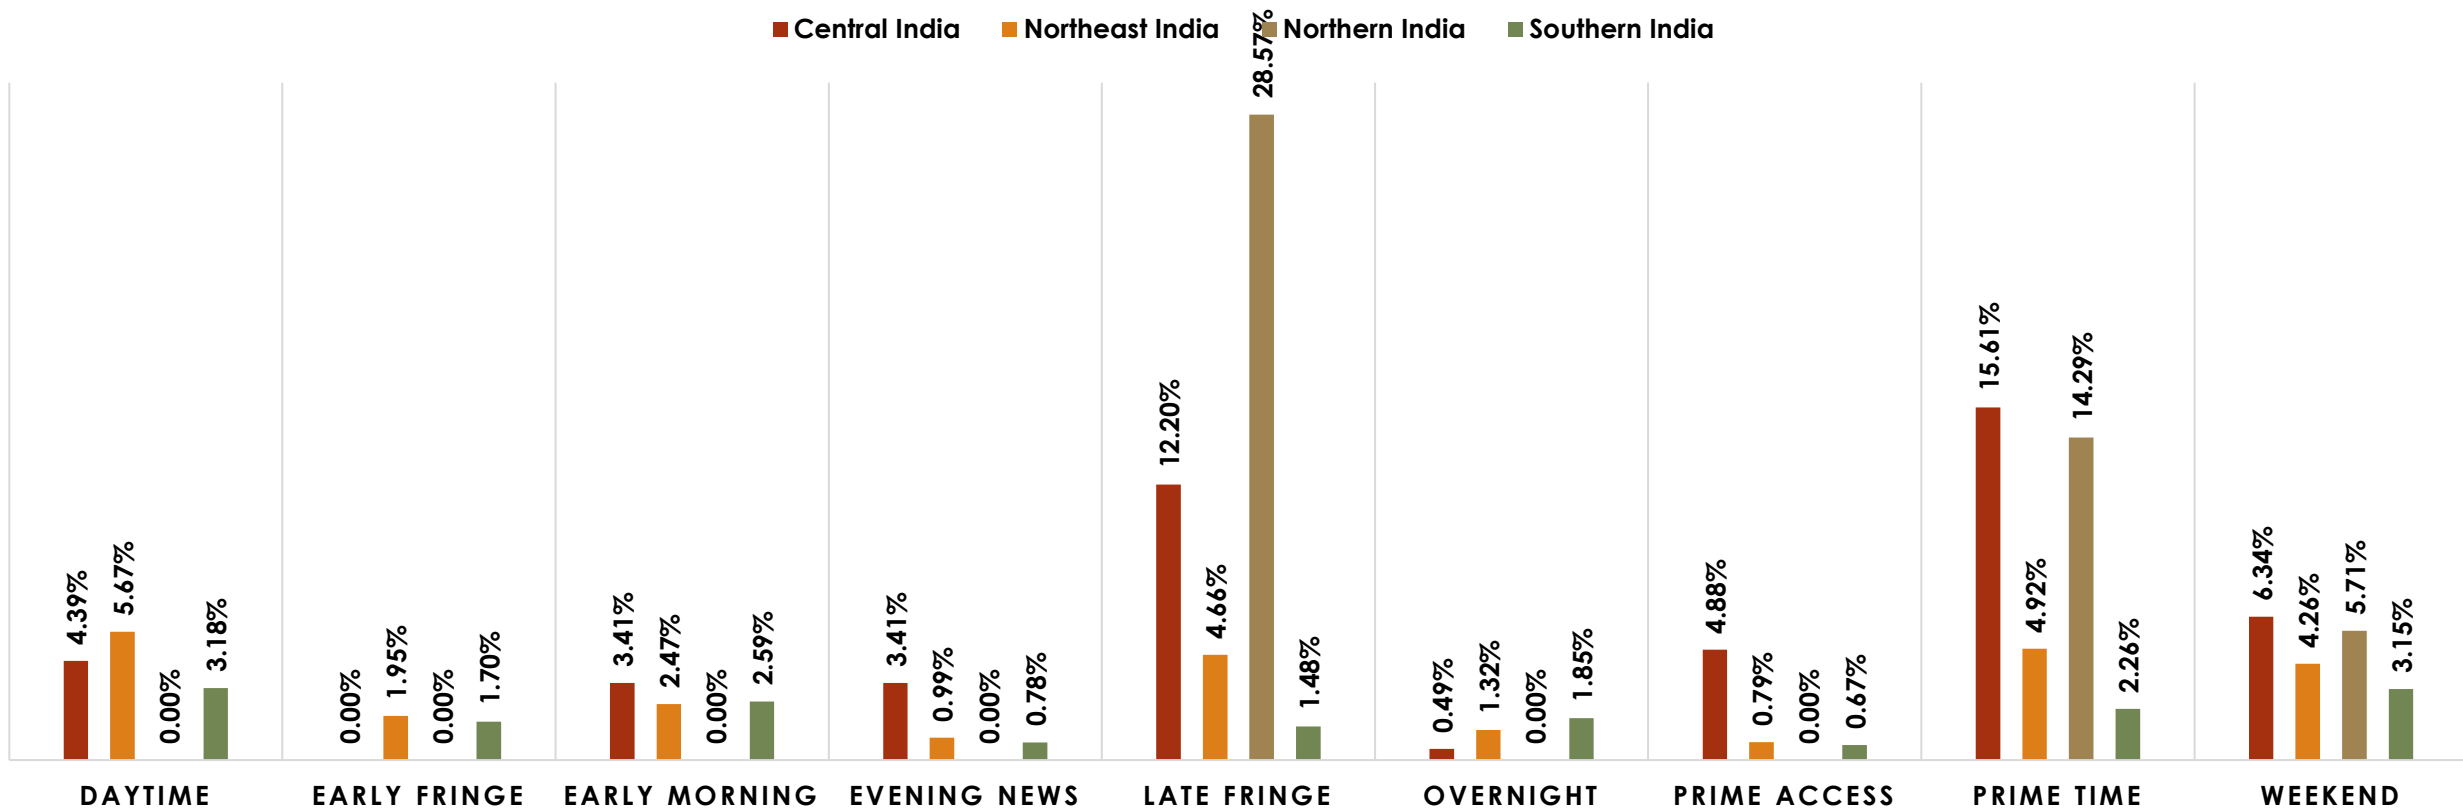 Central India Northeast India Northern India Southern India
4.39% 5.67% 0.00% 3.18%
0.00% 1.95% 0.00% 1.70%
3.41% 2.47% 0.00% 2.59%
3.41% 0.99% 0.00% 0.78%
12.20% 4.66% 28.57% 1.48%
0.49% 1.32% 0.00% 1.85%
4.88% 0.79% 0.00% 0.67%
15.61% 4.92% 14.29% 2.26%
6.34% 4.26% 5.71% 3.15%
DAYTIME EARLY FRINGE EARLY MORNING EVENING NEWS LATE FRINGE OVERNIGHT PRIME ACCESS PRIME TIME WEEKEND